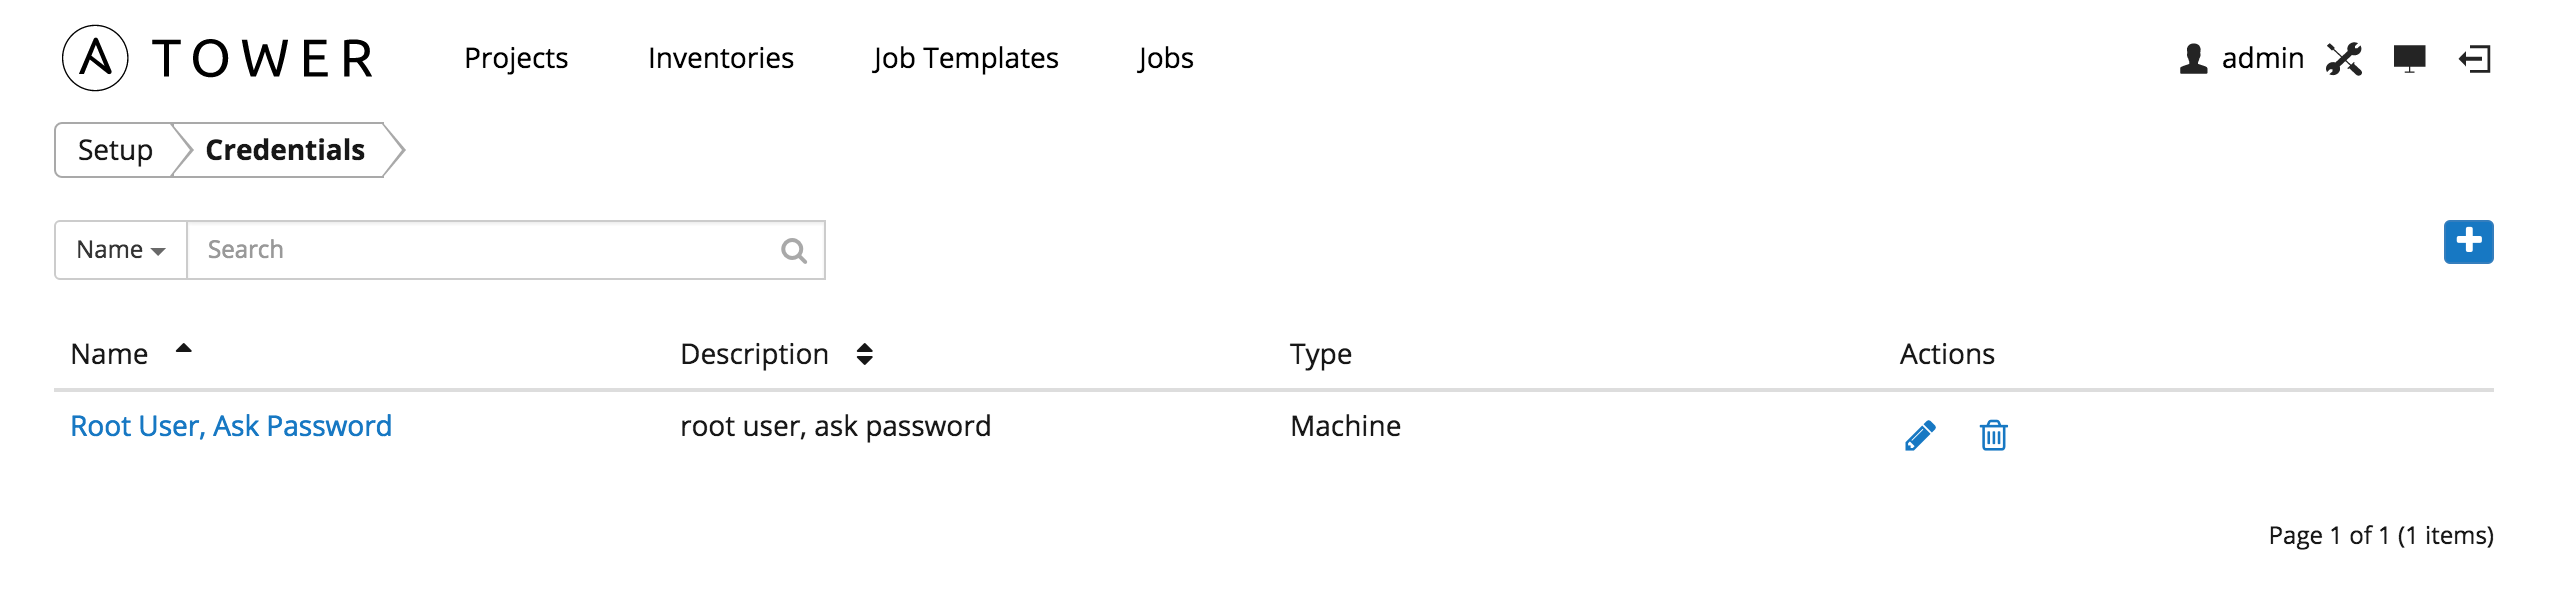 TOWER Projects Inventories Job Templates Jobs admin
Setup Credentials
Name Search
Name Description Type Actions
Root User, Ask Password root user, ask password Machine
Page 1 of 1 (1 items)